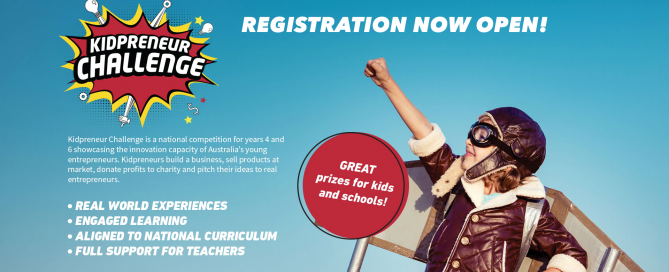 KIDPRENEUR
CHALLENGE
REGISTRATION NOW OPEN!
Kidpreneur Challenge is a national competition for years 4 and
6 showcasing the innovation capacity of Australia's young
entrepreneurs. Kidpreneurs build a business, sell products at
market, donate profits to charity and pitch their ideas to real
entrepreneurs.
• REAL WORLD EXPERIENCES
• ENGAGED LEARNING
• ALIGNED TO NATIONAL CURRICULUM
• FULL SUPPORT FOR TEACHERS
GREAT
prizes for kids
and schools!